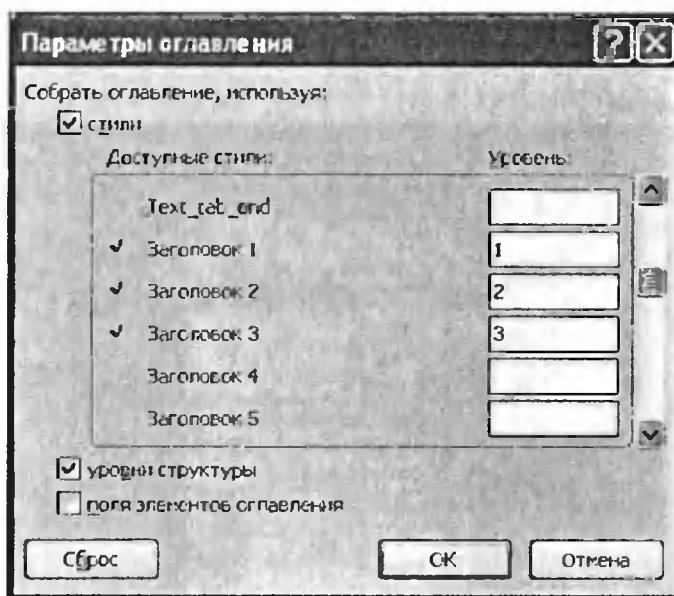 Параметры оглавления
Собрать оглавление, используя:
стили
Доступные стили: Уровень:
Text_tab_end
Заголовок 1 1
Заголовок 2 2
Заголовок 3 3
Заголовок 4
Заголовок 5
уровни структуры
поля элементов оглавления
Сброс ОК Отмена